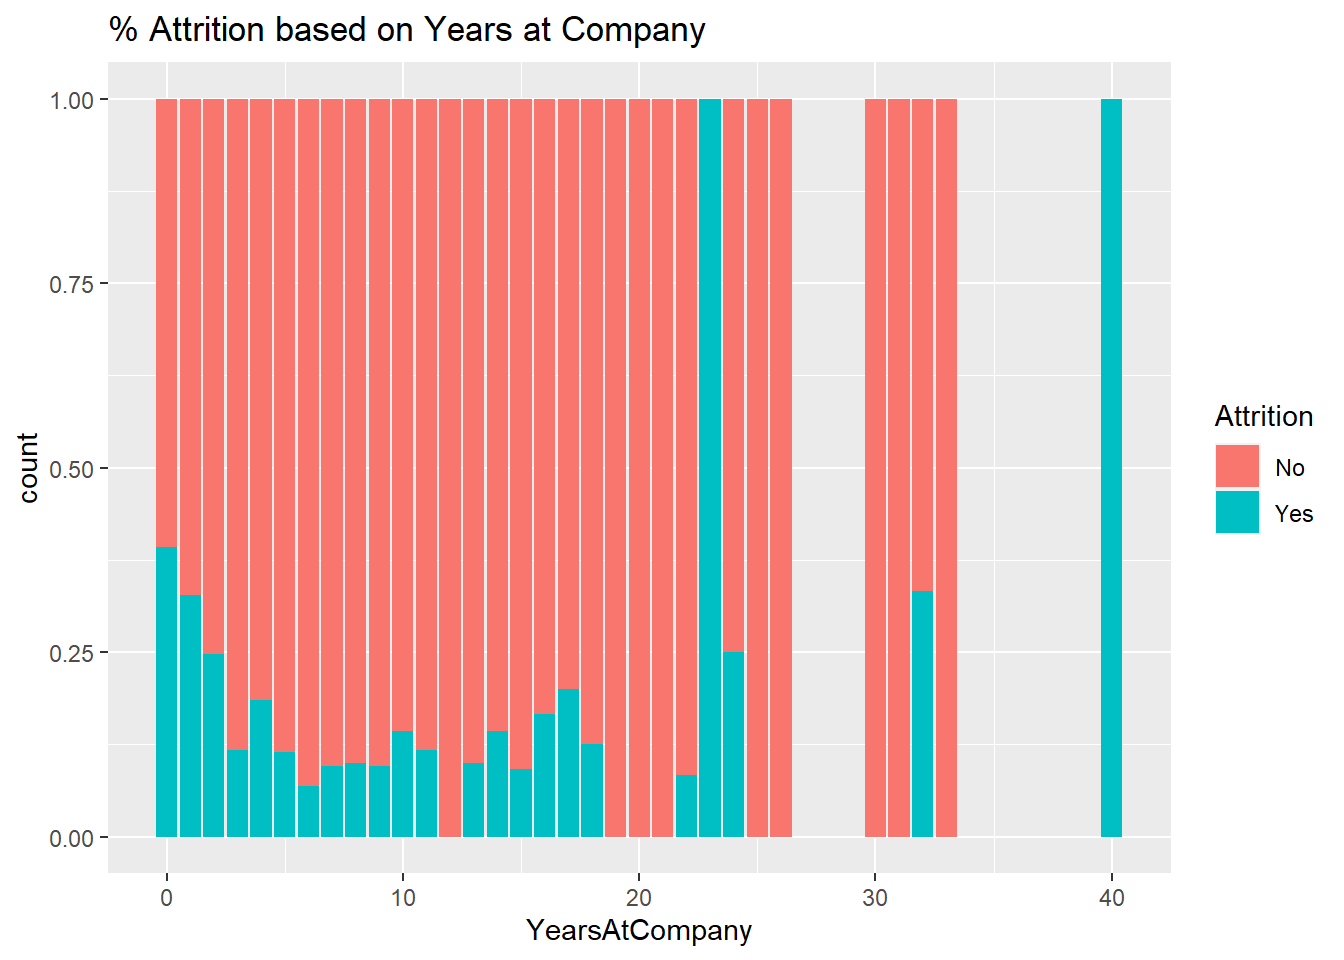 % Attrition based on Years at Company
1.00
0.75
0.50
0.25
0.00
count
0 10 20 30 40
YearsAtCompany
Attrition
No
Yes